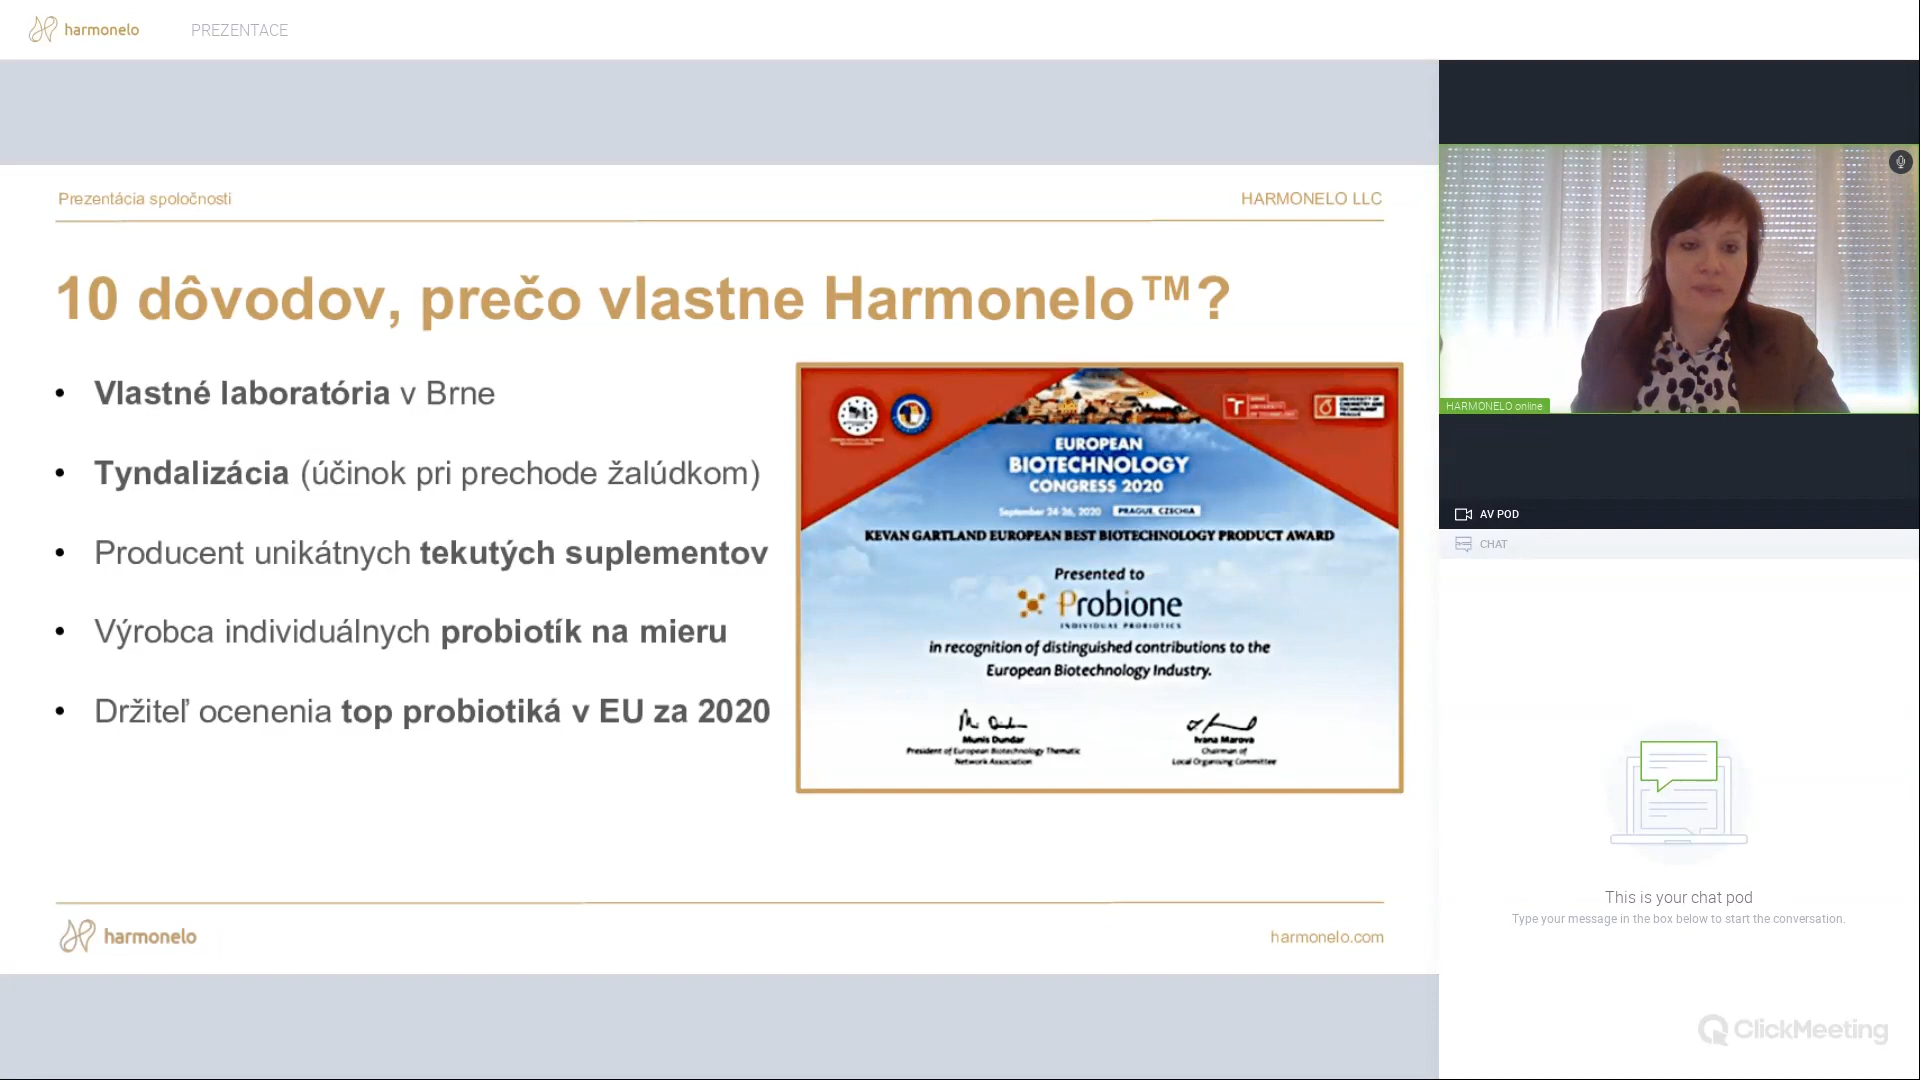 harmonelo
PREZENTACE
Prezentácia spoločnosti
HARMONELO LLC
10 dôvodov, prečo vlastne Harmonelo™?
• Vlastné laboratória v Brne
• Tyndalizácia (účinok pri prechode žalúdkom)
• Producent unikátnych tekutých suplementov
• Výrobca individuálnych probiotík na mieru
• Držiteľ ocenenia top probiotiká v EU za 2020
EUROPEAN
BIOTECHNOLOGY
CONGRESS 2020
September 24-26, 2020 PRAGUE, CZECHIA
KEVAN GARTLAND EUROPEAN BEST BIOTECHNOLOGY PRODUCT AWARD
Presented to
Probione
INDIVIDUAL PROBIOTICS
in recognition of distinguished contributions to the
European Biotechnology Industry.
Munis Dundar
President of European Biotechnology Thematic
Network Association
Ivana Marova
Chairman of
Local Organising Committee
harmonelo
harmonelo.com
HARMONELO online
AV POD
CHAT
This is your chat pod
Type your message in the box below to start the conversation.
ClickMeeting